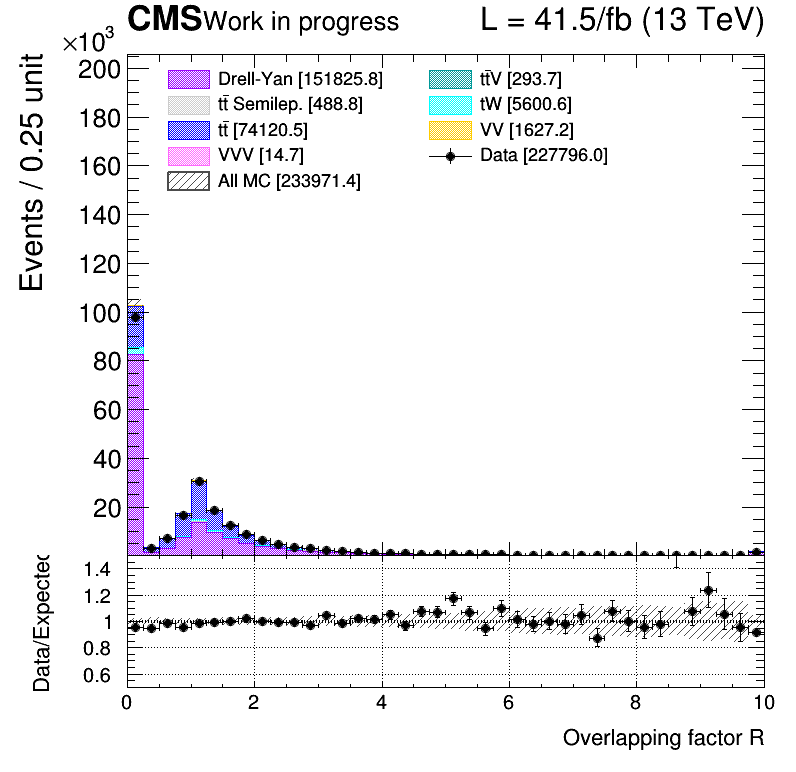 CMS Work in progress L = 41.5/fb (13 TeV)
×10³
Events / 0.25 unit
200
180
160
140
120
100
80
60
40
20
Drell-Yan [151825.8]
tt̄ Semilep. [488.8]
tt̄ [74120.5]
VVV [14.7]
All MC [233971.4]
tt̄V [293.7]
tW [5600.6]
VV [1627.2]
Data [227796.0]
Data/Expected
1.4
1.2
1
0.8
0.6
0 2 4 6 8 10
Overlapping factor R